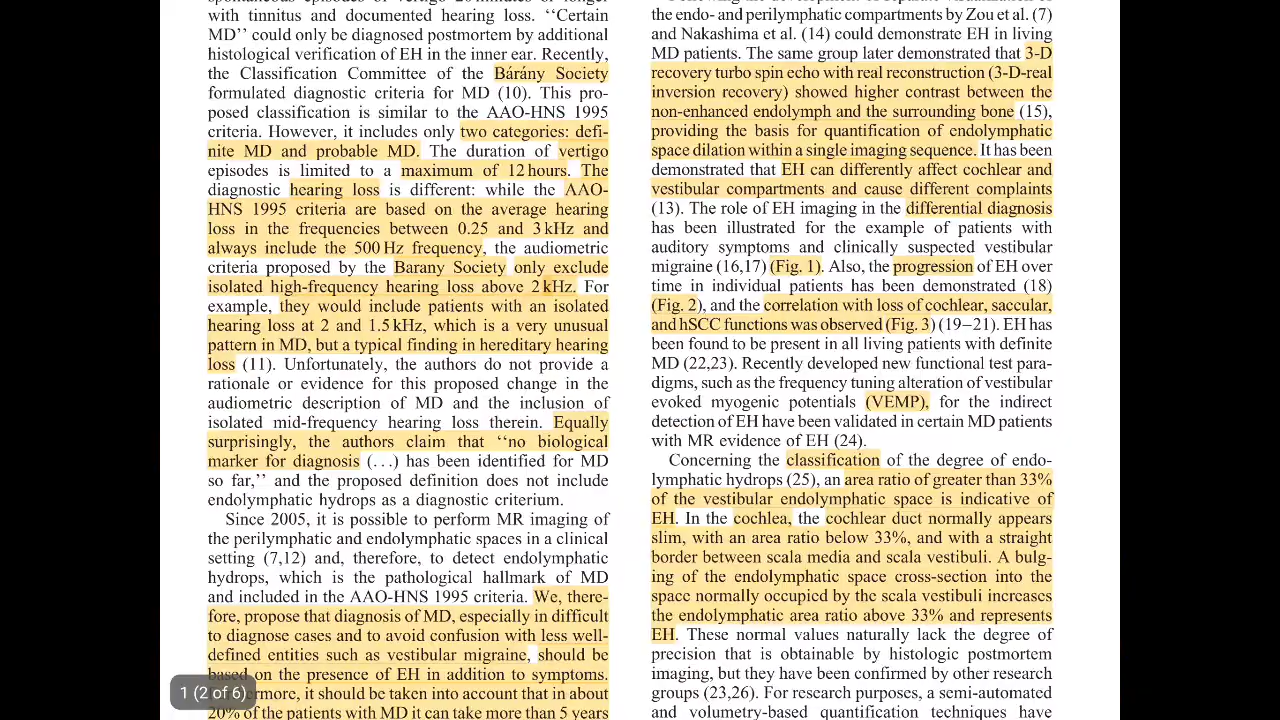 spontaneous episodes of vertigo 20 minutes or longer
with tinnitus and documented hearing loss. ‘‘Certain
MD’’ could only be diagnosed postmortem by additional
histological verification of EH in the inner ear. Recently,
the Classification Committee of the Bárány Society
formulated diagnostic criteria for MD (10). This pro-
posed classification is similar to the AAO-HNS 1995
criteria. However, it includes only two categories: defi-
nite MD and probable MD. The duration of vertigo
episodes is limited to a maximum of 12 hours. The
diagnostic hearing loss is different: while the AAO-
HNS 1995 criteria are based on the average hearing
loss in the frequencies between 0.25 and 3 kHz and
always include the 500 Hz frequency, the audiometric
criteria proposed by the Barany Society only exclude
isolated high-frequency hearing loss above 2 kHz. For
example, they would include patients with an isolated
hearing loss at 2 and 1.5 kHz, which is a very unusual
pattern in MD, but a typical finding in hereditary hearing
loss (11). Unfortunately, the authors do not provide a
rationale or evidence for this proposed change in the
audiometric description of MD and the inclusion of
isolated mid-frequency hearing loss therein. Equally
surprisingly, the authors claim that ‘‘no biological
marker for diagnosis (...) has been identified for MD
so far,’’ and the proposed definition does not include
endolymphatic hydrops as a diagnostic criterium.
Since 2005, it is possible to perform MR imaging of
the perilymphatic and endolymphatic spaces in a clinical
setting (7,12) and, therefore, to detect endolymphatic
hydrops, which is the pathological hallmark of MD
and included in the AAO-HNS 1995 criteria. We, there-
fore, propose that diagnosis of MD, especially in difficult
to diagnose cases and to avoid confusion with less well-
defined entities such as vestibular migraine, should be
based on the presence of EH in addition to symptoms.
1 (2 of 6)
ermore, it should be taken into account that in about
20% of the patients with MD it can take more than 5 years
the endo- and perilymphatic compartments by Zou et al. (7)
and Nakashima et al. (14) could demonstrate EH in living
MD patients. The same group later demonstrated that 3-D
recovery turbo spin echo with real reconstruction (3-D-real
inversion recovery) showed higher contrast between the
non-enhanced endolymph and the surrounding bone (15),
providing the basis for quantification of endolymphatic
space dilation within a single imaging sequence. It has been
demonstrated that EH can differently affect cochlear and
vestibular compartments and cause different complaints
(13). The role of EH imaging in the differential diagnosis
has been illustrated for the example of patients with
auditory symptoms and clinically suspected vestibular
migraine (16,17) (Fig. 1). Also, the progression of EH over
time in individual patients has been demonstrated (18)
(Fig. 2), and the correlation with loss of cochlear, saccular,
and hSCC functions was observed (Fig. 3) (19–21). EH has
been found to be present in all living patients with definite
MD (22,23). Recently developed new functional test para-
digms, such as the frequency tuning alteration of vestibular
evoked myogenic potentials (VEMP), for the indirect
detection of EH have been validated in certain MD patients
with MR evidence of EH (24).
Concerning the classification of the degree of endo-
lymphatic hydrops (25), an area ratio of greater than 33%
of the vestibular endolymphatic space is indicative of
EH. In the cochlea, the cochlear duct normally appears
slim, with an area ratio below 33%, and with a straight
border between scala media and scala vestibuli. A bulg-
ing of the endolymphatic space cross-section into the
space normally occupied by the scala vestibuli increases
the endolymphatic area ratio above 33% and represents
EH. These normal values naturally lack the degree of
precision that is obtainable by histologic postmortem
imaging, but they have been confirmed by other research
groups (23,26). For research purposes, a semi-automated
and volumetry-based quantification techniques have